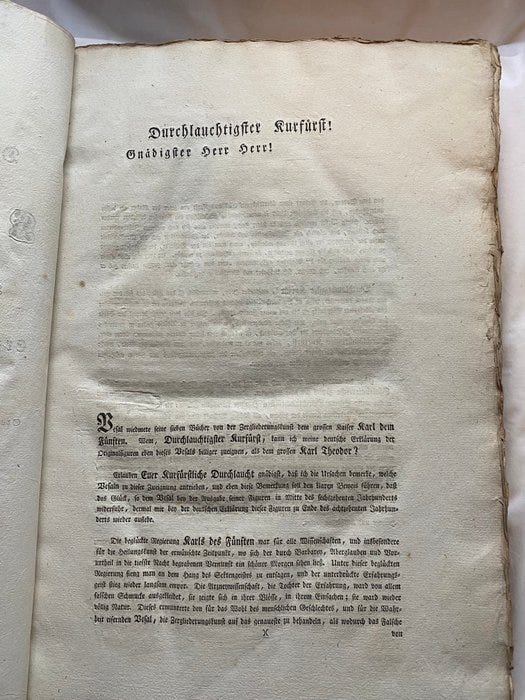 Durchlauchtigster Kurfürst!
Gnädigster Herr Herr!
Vesal wiedmete seine sieben Bücher von der Zergliederungskunst dem grossen Kaiser Karl dem
Fünften. Wem, Durchlauchtigster Kurfürst, kann ich meine deutsche Erklärung der
Originalfiguren eben dieses Vesals billiger zueignen, als dem grossen Karl Theodor?
Erlauben Euer Kurfürstliche Durchlaucht gnädigst, daß ich die Ursachen bemerke, welche
Vesaln zu dieser Zueignung antrieben, und eben diese Bemerkung soll den klaren Beweis führen, daß
das Glück, so dem Vesal bey der Ausgabe seiner Figuren in Mitte des sechzehenten Jahrhunderts
widerfuhr, dermal mir bey der deutschen Erklärung dieser Figuren zu Ende des achtzehenten Jahrhun-
derts wieder zusehe.
Die beglückte Regierung Karls des Fünften war für alle Wissenschaften, und insbesondere
für die Heilungskunst der erwünschte Zeitpunkt, wo sich der durch Barbarey, Aberglauben und Vor-
urtheil in die tiefste Nacht begrabenen Vernunft ein schöner Morgen sehen ließ. Unter dieser beglückten
Regierung fieng man an dem Hang des Sektengeistes zu entsagen, und der unterdrückte Erfahrungs-
geist stieg wieder langsam empor. Die Arzneywissenschaft, die Tochter der Erfahrung, ward von allem
falschen Schmucke ausgekleidet, sie zeigte sich in ihrer Blösse, in ihrem Einfachen; sie ward wieder
völlig Natur. Dieses ermunterte den für das Wohl des menschlichen Geschlechtes, und für die Wahr-
heit eifernden Vesal, die Zergliederungskunst auf das genaueste zu behandeln, als wodurch das Falsche
X von